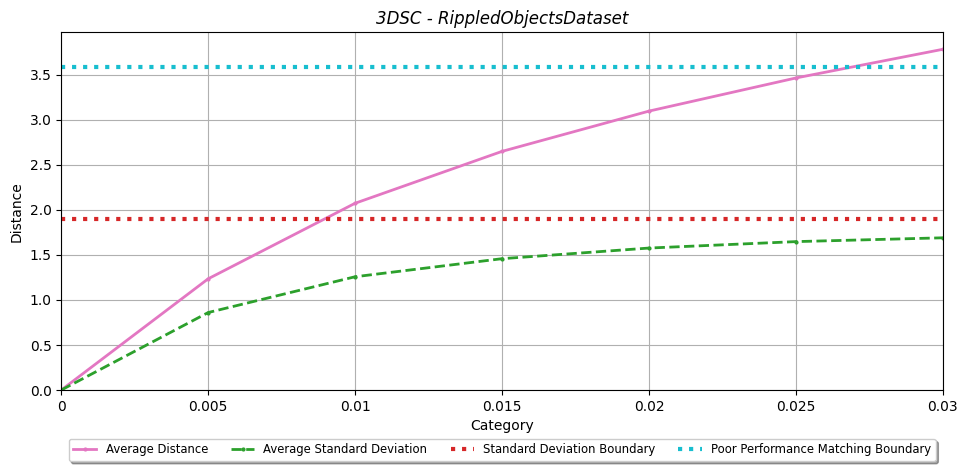 3DSC - RippledObjectsDataset
Distance
3.5
3.0
2.5
2.0
1.5
1.0
0.5
0.0
0 0.005 0.01 0.015 0.02 0.025 0.03
Category
Average Distance Average Standard Deviation Standard Deviation Boundary Poor Performance Matching Boundary